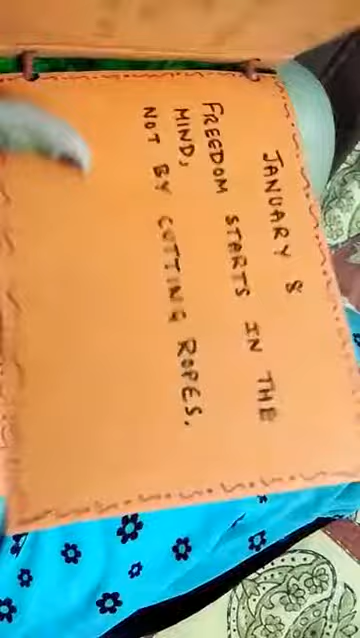 JANUARY 8
FREEDOM STARTS IN THE
MIND,
NOT BY CUTTING ROPES.